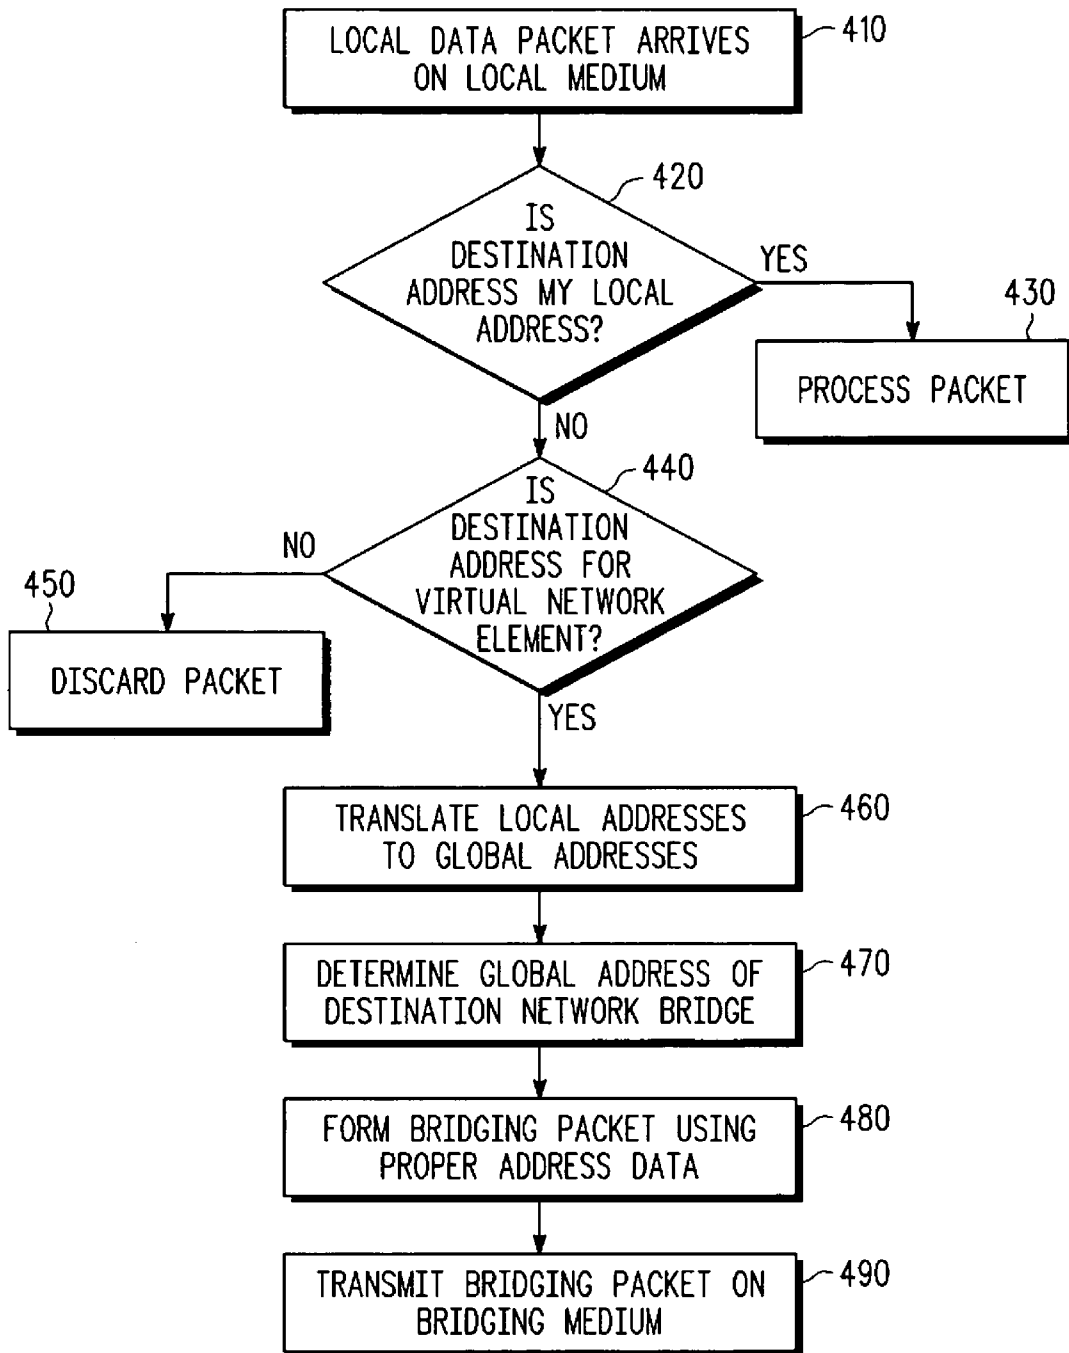 LOCAL DATA PACKET ARRIVES
ON LOCAL MEDIUM
410
420
IS
DESTINATION
ADDRESS MY LOCAL
ADDRESS?
YES
430
PROCESS PACKET
NO
440
IS
DESTINATION
ADDRESS FOR
VIRTUAL NETWORK
ELEMENT?
NO
450
DISCARD PACKET
YES
TRANSLATE LOCAL ADDRESSES
TO GLOBAL ADDRESSES
460
DETERMINE GLOBAL ADDRESS OF
DESTINATION NETWORK BRIDGE
470
FORM BRIDGING PACKET USING
PROPER ADDRESS DATA
480
TRANSMIT BRIDGING PACKET ON
BRIDGING MEDIUM
490